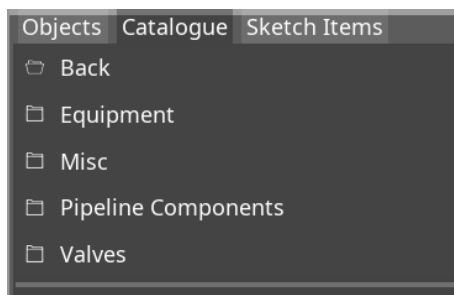 Objects Catalogue Sketch Items
Back
Equipment
Misc
Pipeline Components
Valves